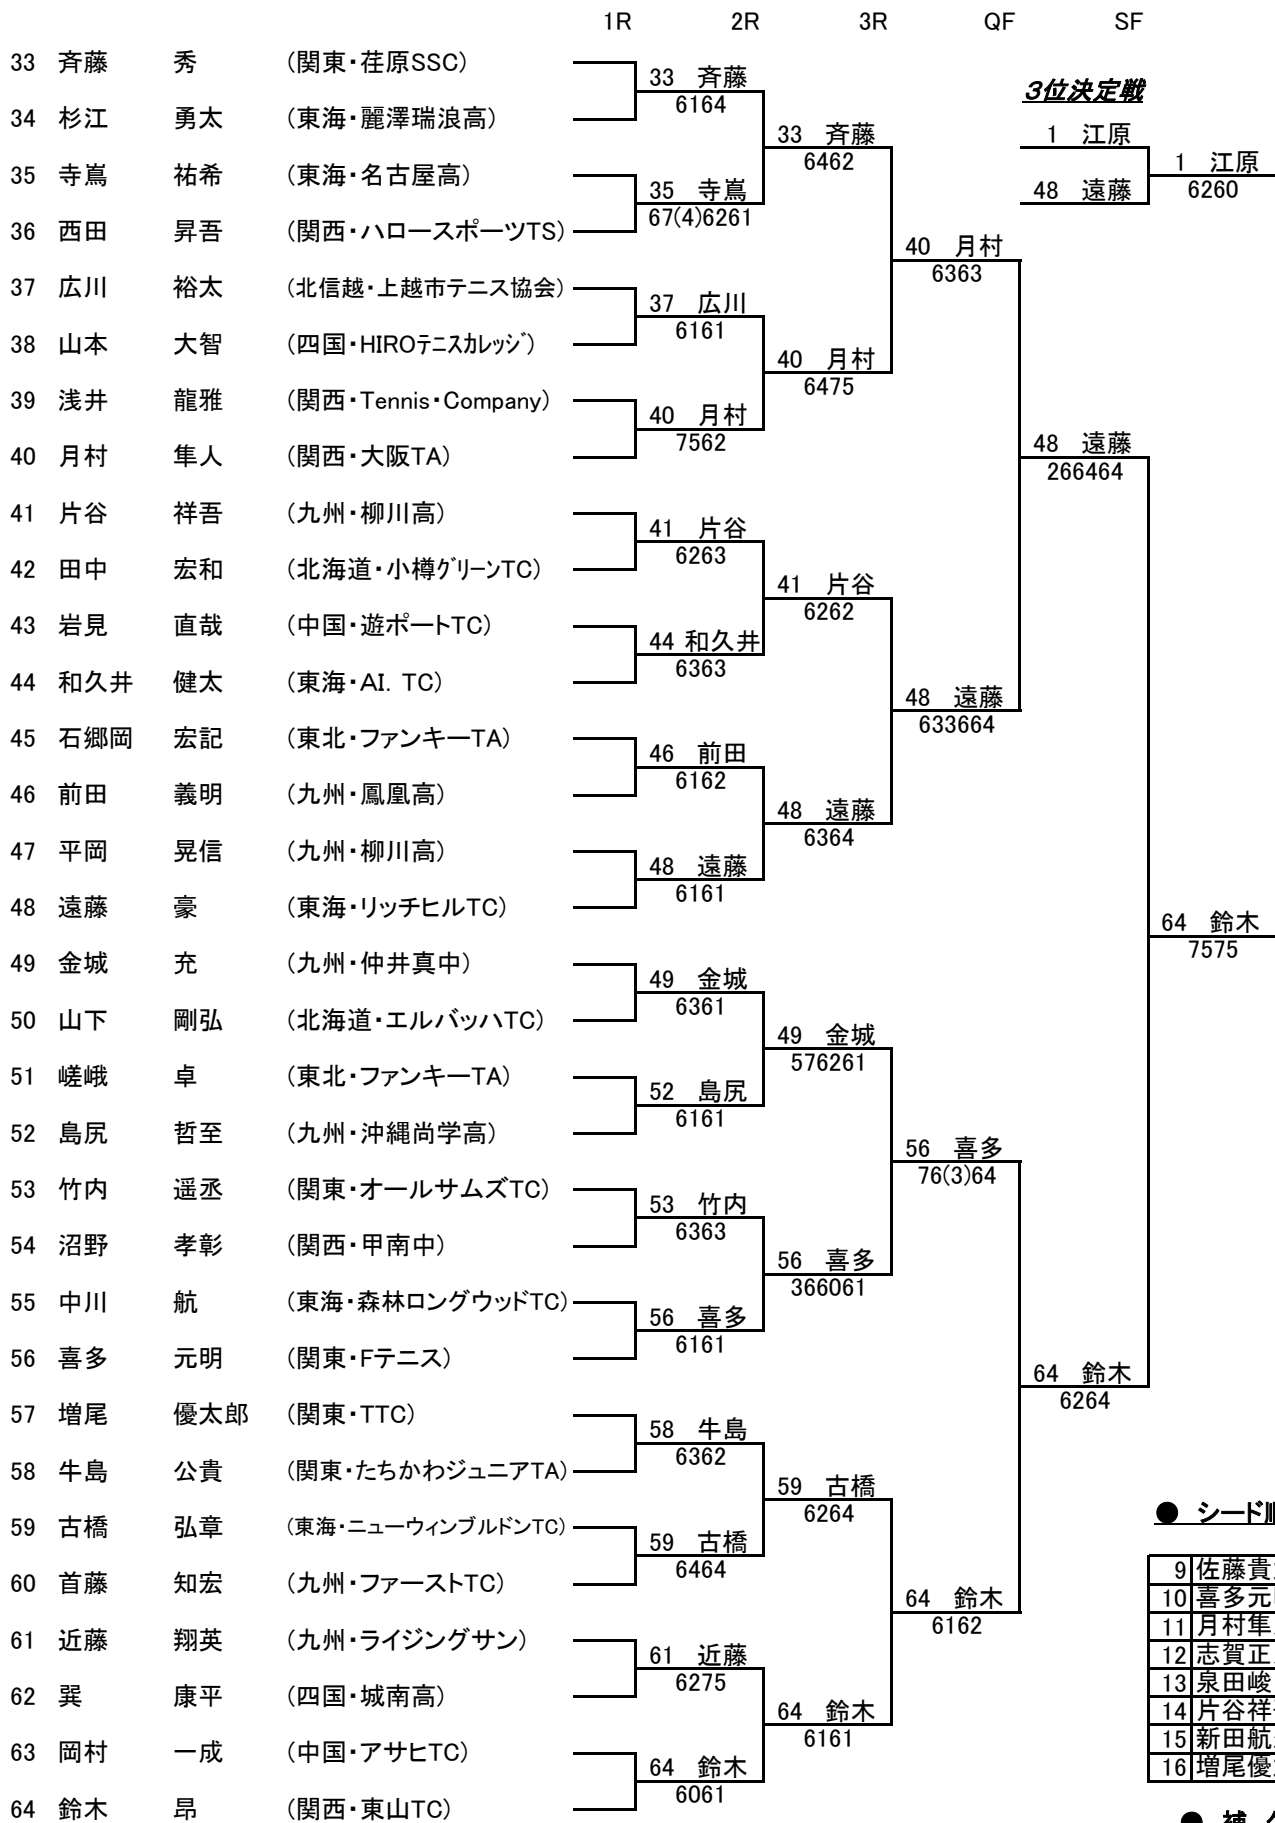 1R 2R 3R QF SF
33 斉藤 秀 (関東・荏原SSC)
33 斉藤
6164
３位決定戦
34 杉江 勇太 (東海・麗澤瑞浪高)
33 斉藤
6462
1 江原
1 江原
6260
35 寺嶌 祐希 (東海・名古屋高)
35 寺嶌
67(4)6261
48 遠藤
36 西田 昇吾 (関西・ハロースポーツTS)
40 月村
6363
37 広川 裕太 (北信越・上越市テニス協会)
37 広川
6161
38 山本 大智 (四国・HIROテニスカレッジ)
40 月村
6475
39 浅井 龍雅 (関西・Tennis・Company)
40 月村
7562
40 月村 隼人 (関西・大阪TA)
48 遠藤
266464
41 片谷 祥吾 (九州・柳川高)
41 片谷
6263
42 田中 宏和 (北海道・小樽グリーンTC)
41 片谷
6262
43 岩見 直哉 (中国・遊ポートTC)
44 和久井
6363
44 和久井 健太 (東海・AI．TC)
48 遠藤
633664
45 石郷岡 宏記 (東北・ファンキーTA)
46 前田
6162
46 前田 義明 (九州・鳳凰高)
48 遠藤
6364
47 平岡 晃信 (九州・柳川高)
48 遠藤
6161
48 遠藤 豪 (東海・リッチヒルTC)
64 鈴木
7575
49 金城 充 (九州・仲井真中)
49 金城
6361
50 山下 剛弘 (北海道・エルバッハTC)
49 金城
576261
51 嵯峨 卓 (東北・ファンキーTA)
52 島尻
6161
52 島尻 哲至 (九州・沖縄尚学高)
56 喜多
76(3)64
53 竹内 遥丞 (関東・オールサムズTC)
53 竹内
6363
54 沼野 孝彰 (関西・甲南中)
56 喜多
366061
55 中川 航 (東海・森林ロングウッドTC)
56 喜多
6161
56 喜多 元明 (関東・Fテニス)
64 鈴木
6264
57 増尾 優太郎 (関東・TTC)
58 牛島
6362
58 牛島 公貴 (関東・たちかわジュニアTA)
59 古橋
6264
● シード順
59 古橋 弘章 (東海・ニューウィンブルドンTC)
59 古橋
6464
60 首藤 知宏 (九州・ファーストTC)
64 鈴木
6162
9 佐藤貴
10 喜多元
11 月村隼
12 志賀正
13 泉田峻
14 片谷祥
15 新田航
16 増尾優
61 近藤 翔英 (九州・ライジングサン)
61 近藤
6275
62 巽 康平 (四国・城南高)
64 鈴木
6161
63 岡村 一成 (中国・アサヒTC)
64 鈴木
6061
64 鈴木 昂 (関西・東山TC)
● 補